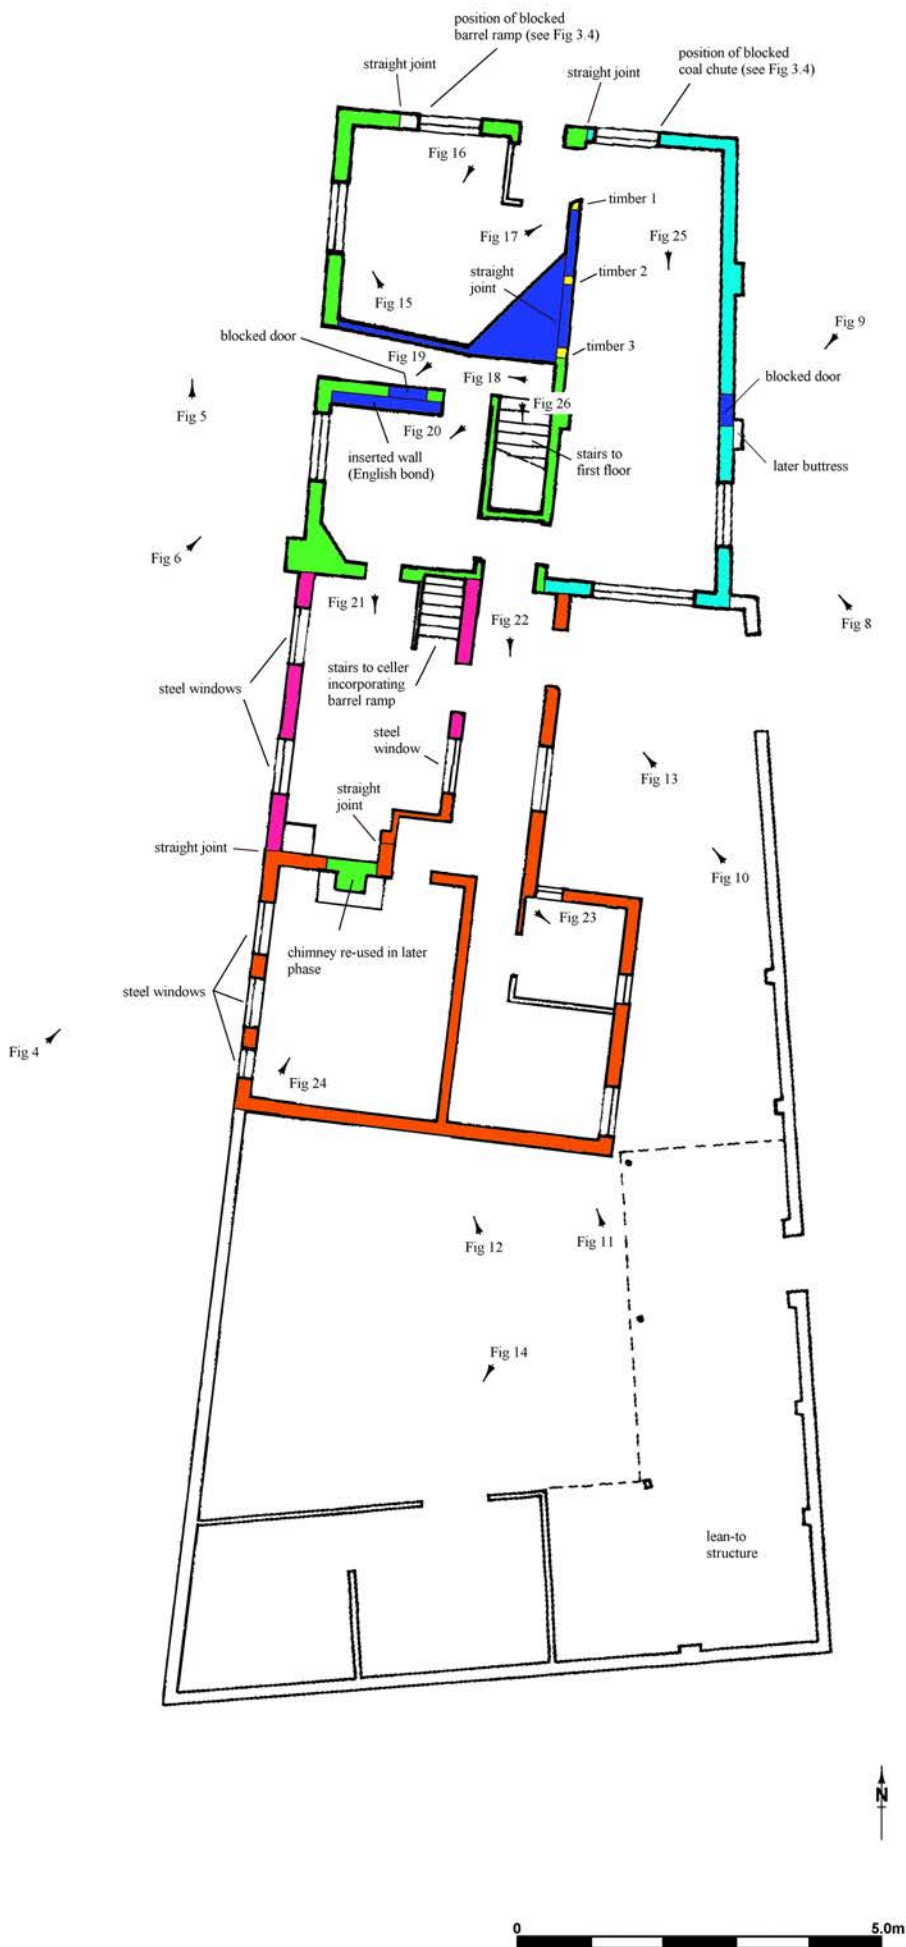 position of blocked
barrel ramp (see Fig 3.4)
position of blocked
coal chute (see Fig 3.4)
straight joint
straight joint
Fig 16
timber 1
Fig 17
Fig 25
straight
joint
timber 2
Fig 15
Fig 9
blocked door
timber 3
Fig 19
Fig 18
blocked door
Fig 5
Fig 26
Fig 20
inserted wall
(English bond)
stairs to
first floor
later buttress
Fig 6
Fig 21
Fig 22
Fig 8
stairs to celler
incorporating
barrel ramp
steel windows
steel
window
Fig 13
straight
joint
straight joint
Fig 10
Fig 23
chimney re-used in later
phase
steel windows
Fig 4
Fig 24
Fig 12
Fig 11
Fig 14
lean-to
structure
N
0
5.0m